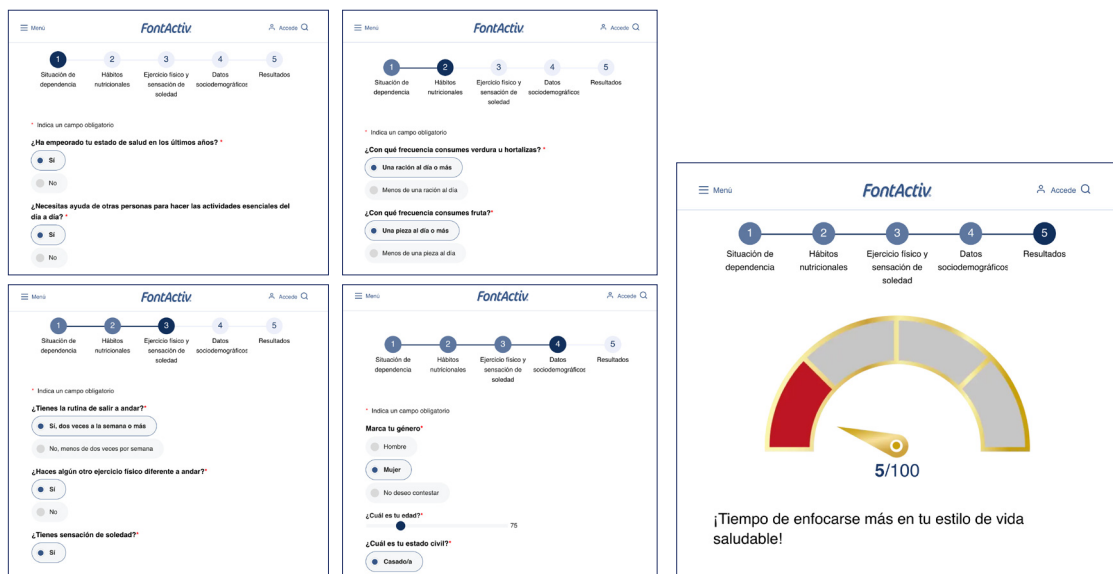 Menú FontActiv. Accede
1 2 3 4 5
Situación de dependencia Hábitos nutricionales Ejercicio físico y sensación de soledad Datos sociodemográficos Resultados
* Indica un campo obligatorio
¿Ha empeorado tu estado de salud en los últimos años? *
Sí
No
¿Necesitas ayuda de otras personas para hacer las actividades esenciales del
día a día? *
Sí
No
Menú FontActiv. Accede
1 2 3 4 5
Situación de dependencia Hábitos nutricionales Ejercicio físico y sensación de soledad Datos sociodemográficos Resultados
* Indica un campo obligatorio
¿Con qué frecuencia consumes verdura u hortalizas? *
Una ración al día o más
Menos de una ración al día
¿Con qué frecuencia consumes fruta?*
Una pieza al día o más
Menos de una pieza al día
Menú FontActiv. Accede
1 2 3 4 5
Situación de dependencia Hábitos nutricionales Ejercicio físico y sensación de soledad Datos sociodemográficos Resultados
* Indica un campo obligatorio
¿Tienes la rutina de salir a andar?*
Sí, dos veces a la semana o más
No, menos de dos veces por semana
¿Haces algún otro ejercicio físico diferente a andar?*
Sí
No
¿Tienes sensación de soledad?*
Sí
Menú FontActiv. Accede
1 2 3 4 5
Situación de dependencia Hábitos nutricionales Ejercicio físico y sensación de soledad Datos sociodemográficos Resultados
* Indica un campo obligatorio
Marca tu género*
Hombre
Mujer
No deseo contestar
¿Cuál es tu edad?*
75
¿Cuál es tu estado civil?*
Casado/a
Menú FontActiv. Accede
1 2 3 4 5
Situación de dependencia Hábitos nutricionales Ejercicio físico y sensación de soledad Datos sociodemográficos Resultados
5/100
¡Tiempo de enfocarse más en tu estilo de vida
saludable!